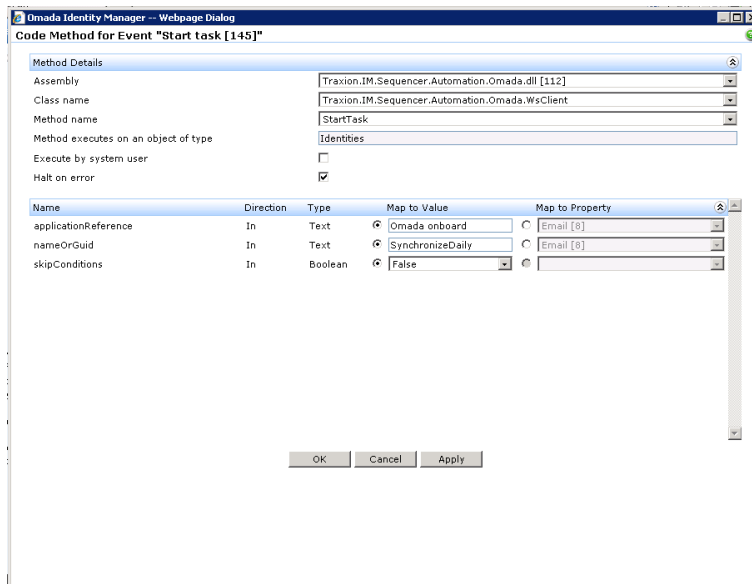 Omada Identity Manager -- Webpage Dialog
Code Method for Event "Start task [145]"
Method Details
Assembly Traxion.IM.Sequencer.Automation.Omada.dll [112]
Class name Traxion.IM.Sequencer.Automation.Omada.WsClient
Method name StartTask
Method executes on an object of type Identities
Execute by system user
Halt on error
Name Direction Type Map to Value Map to Property
applicationReference In Text Omada onboard Email [8]
nameOrGuid In Text SynchronizeDaily Email [8]
skipConditions In Boolean False
OK Cancel Apply